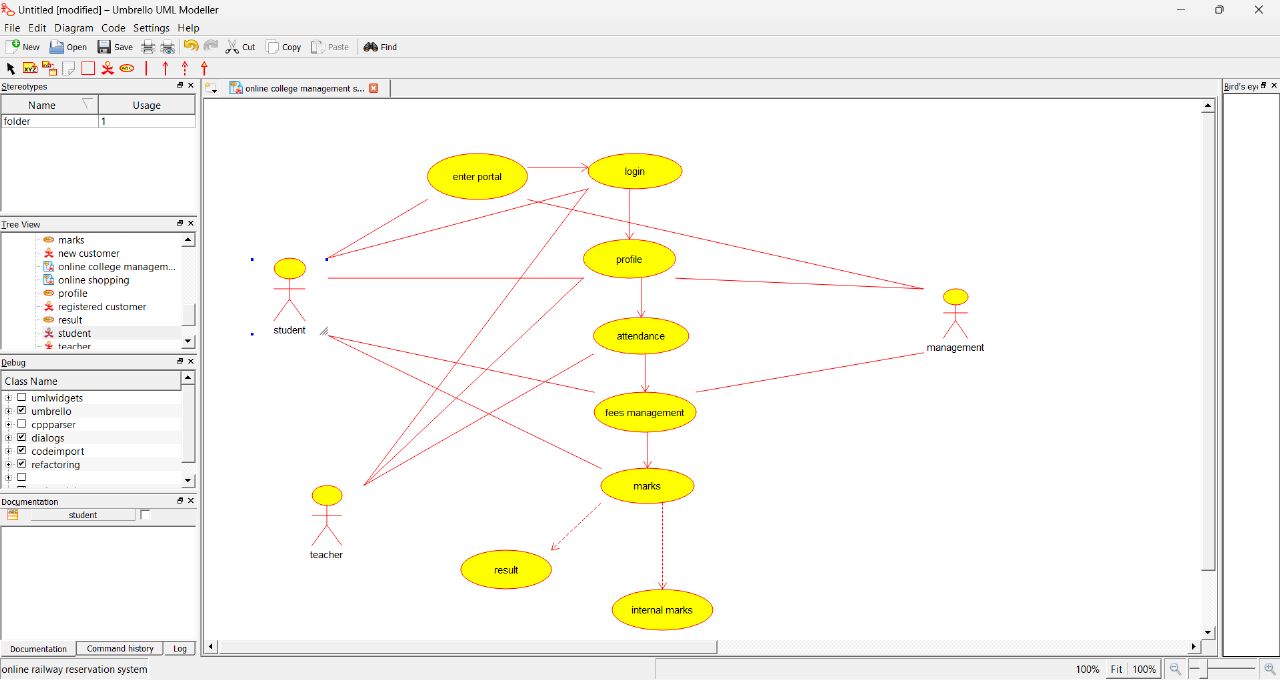 Untitled [modified] – Umbrello UML Modeller
File Edit Diagram Code Settings Help
New Open Save Cut Copy Paste Find
Stereotypes
Name Usage
folder 1
Tree View
marks
new customer
online college managem...
online shopping
profile
registered customer
result
student
teacher
Debug
Class Name
umlwidgets
umbrello
cppparser
dialogs
codeimport
refactoring
Documentation
student
Documentation Command history Log
online college management s...
enter portal
login
profile
student
attendance
management
fees management
marks
teacher
result
internal marks
Bird's ey
online railway reservation system
100% Fit 100%